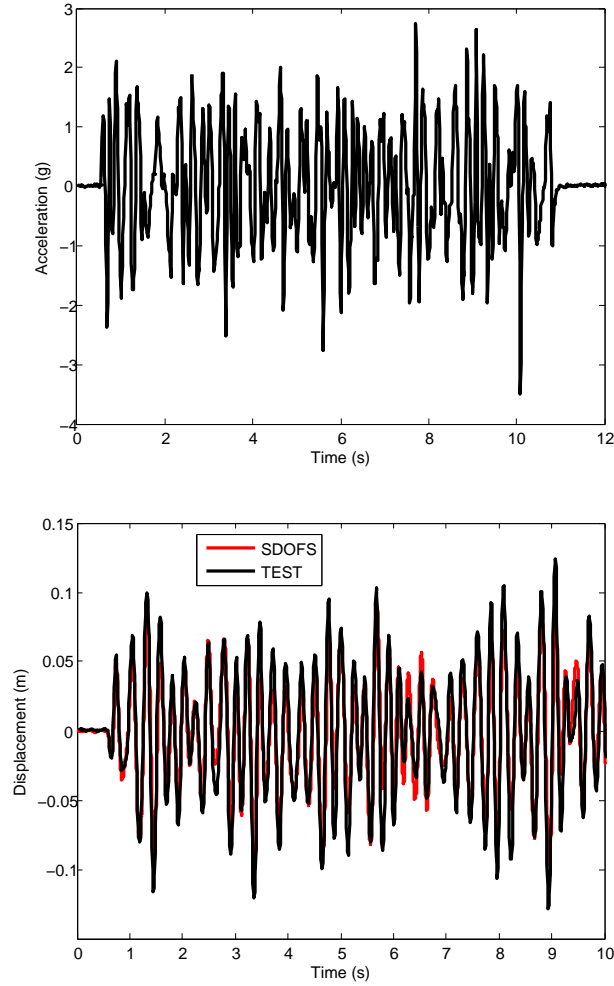 3
2
1
0
−1
−2
−3
−4
Acceleration (g)
0 2 4 6 8 10 12
Time (s)
0.15
0.1
0.05
0
−0.05
−0.1
Displacement (m)
SDOFS
TEST
0 1 2 3 4 5 6 7 8 9 10
Time (s)